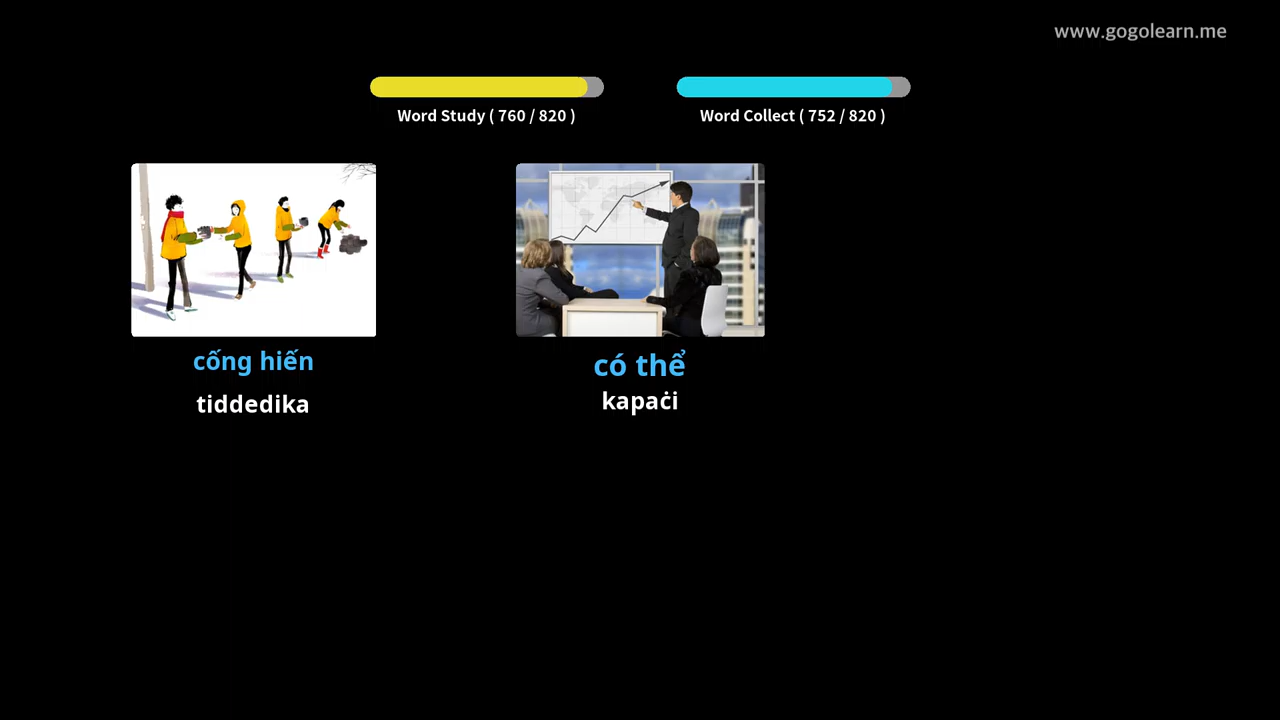 www.gogolearn.me
Word Study ( 760 / 820 )
Word Collect ( 752 / 820 )
cống hiến
tiddedika
có thể
kapaċi